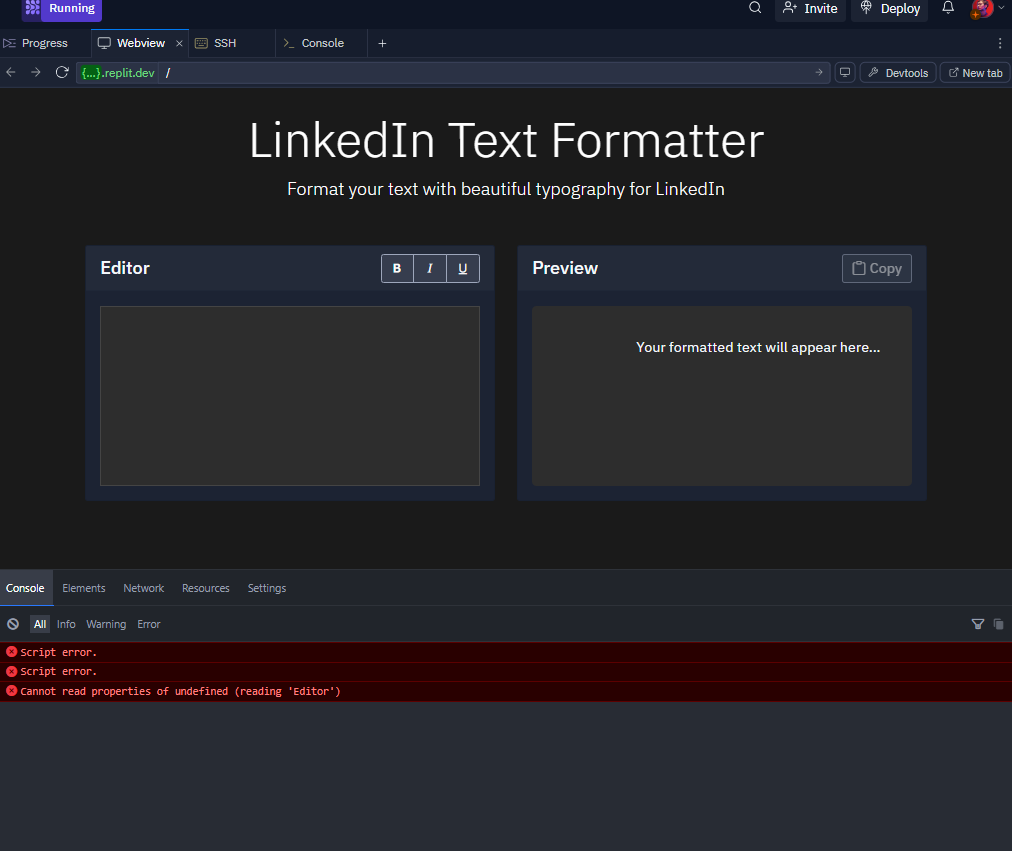 Running
Invite
Deploy
Progress
Webview
SSH
Console
{...}.replit.dev /
Devtools
New tab
LinkedIn Text Formatter
Format your text with beautiful typography for LinkedIn
Editor
B I U
Preview
Copy
Your formatted text will appear here...
Console Elements Network Resources Settings
All Info Warning Error
Script error.
Script error.
Cannot read properties of undefined (reading 'Editor')